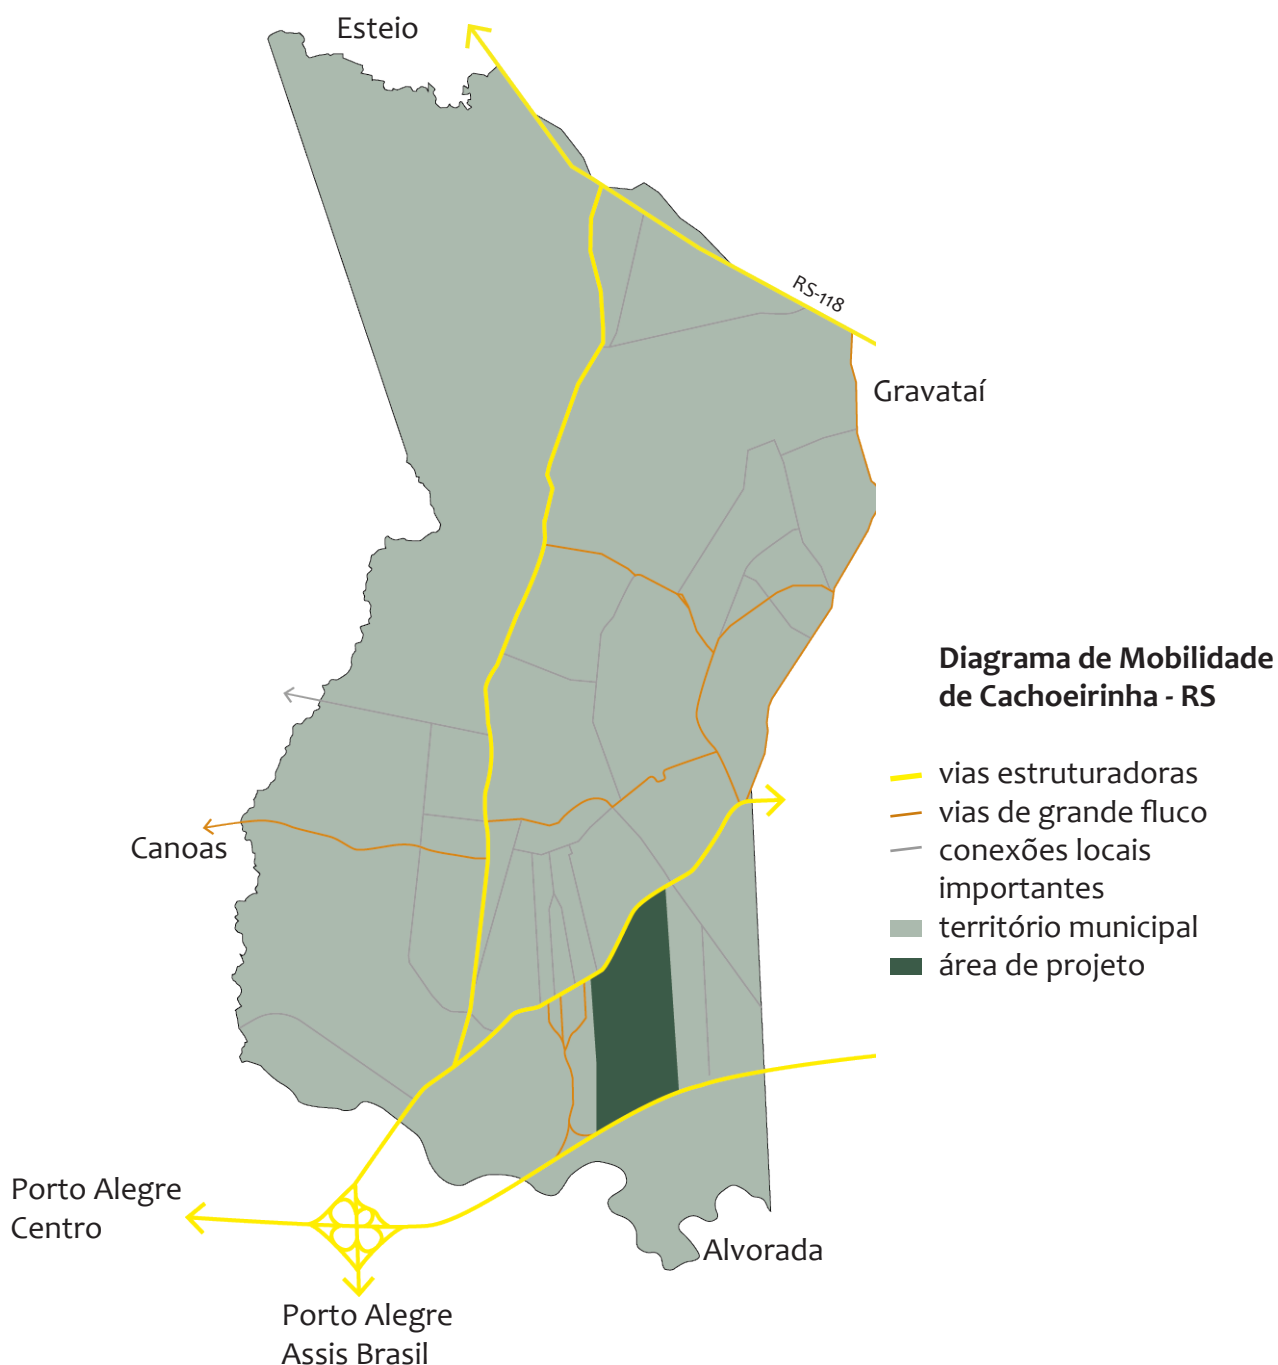 Esteio
RS-118
Gravataí
Diagrama de Mobilidade
de Cachoeirinha - RS
vias estruturadoras
vias de grande fluco
conexões locais
importantes
território municipal
área de projeto
Canoas
Porto Alegre
Centro
Alvorada
Porto Alegre
Assis Brasil